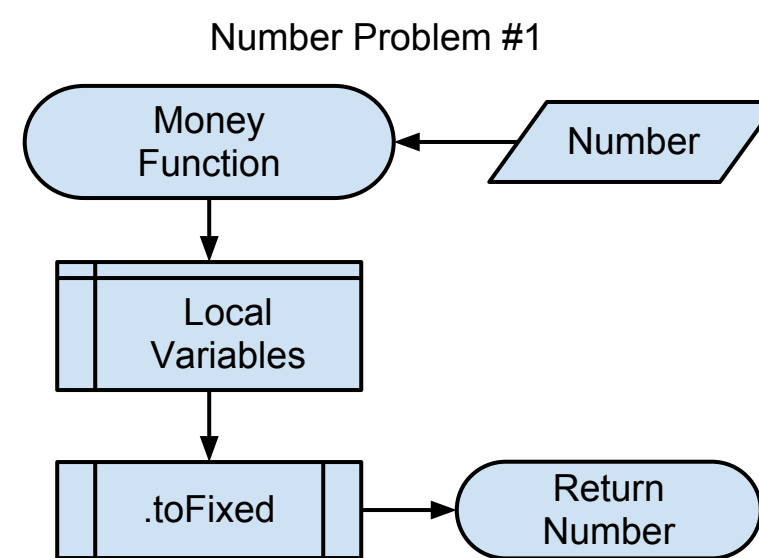 Number Problem #1
Money
Function
Number
Local
Variables
.toFixed
Return
Number